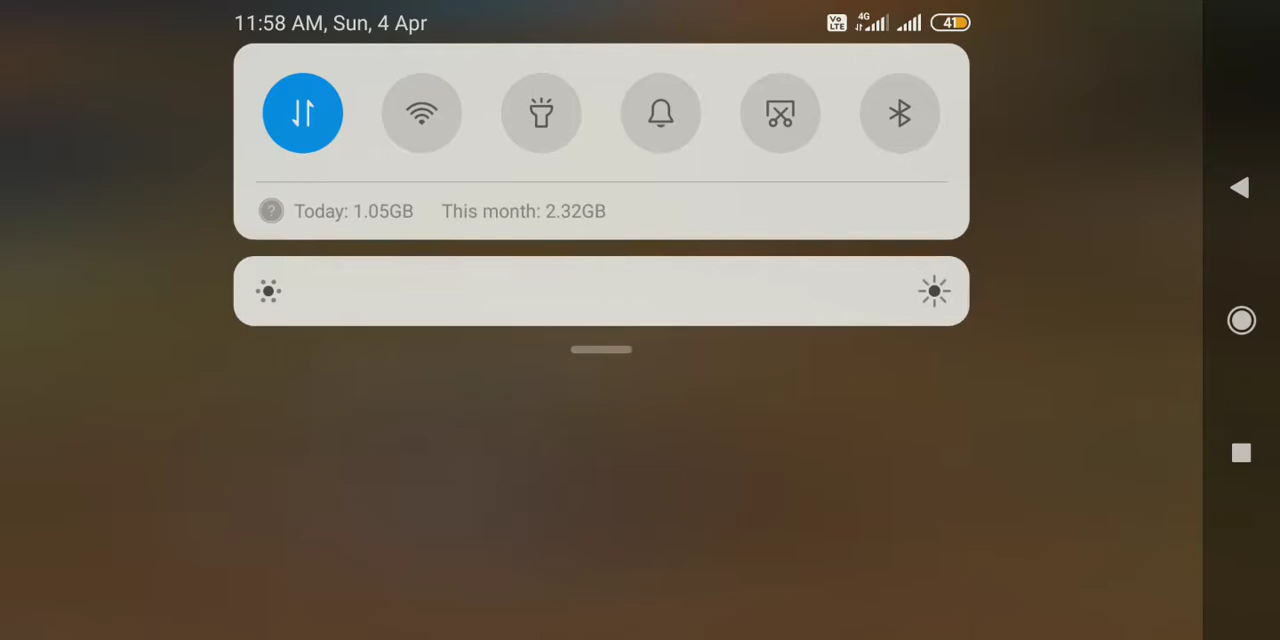 11:58 AM, Sun, 4 Apr
Vo LTE 4G 41
? Today: 1.05GB This month: 2.32GB